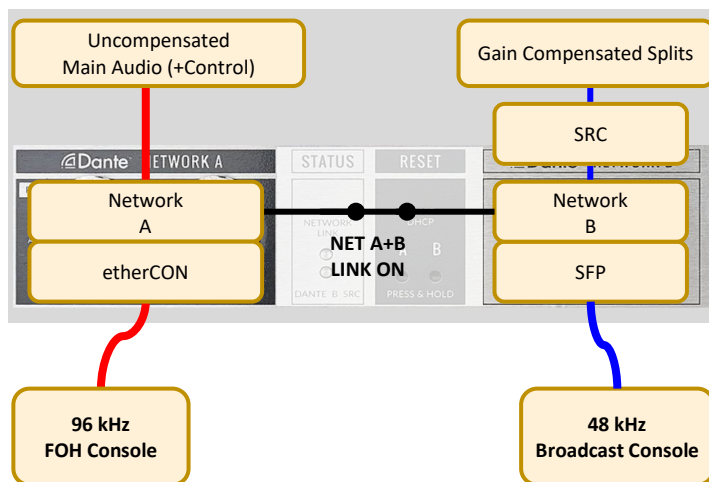 Uncompensated
Main Audio (+Control)
Gain Compensated Splits
SRC
Dante NETWORK A
STATUS
RESET
Network
A
Network
B
NETWORK
LINK
DHCP
NET A+B
LINK ON
A B
etherCON
SFP
DANTE B SRC
PRESS & HOLD
96 kHz
FOH Console
48 kHz
Broadcast Console